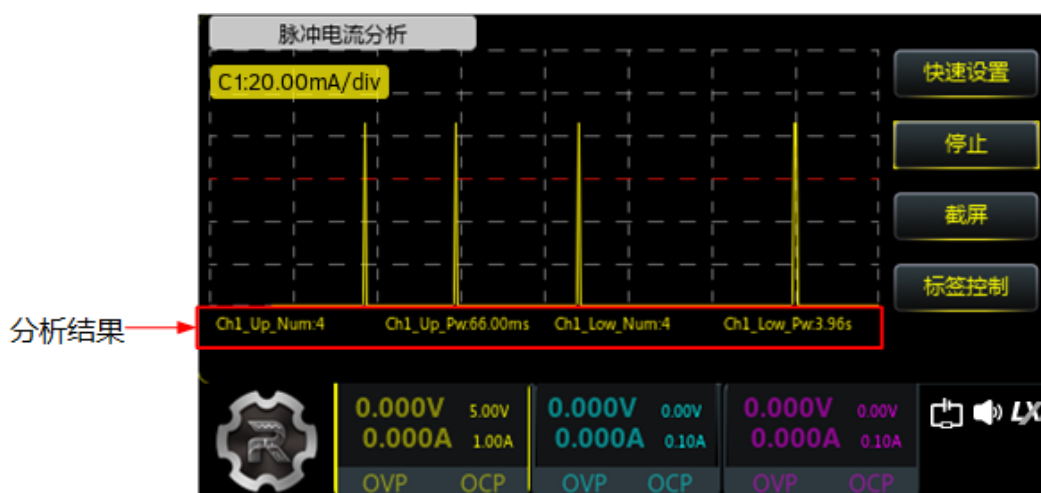 脉冲电流分析
C1:20.00mA/div
快速设置
停止
截屏
标签控制
分析结果
Ch1_Up_Num:4 Ch1_Up_Pw:66.00ms Ch1_Low_Num:4 Ch1_Low_Pw:3.96s
0.000V 5.00V 0.000V 0.00V 0.000V 0.00V
0.000A 1.00A 0.000A 0.10A 0.000A 0.10A
OVP OCP OVP OCP OVP OCP
R
LXI